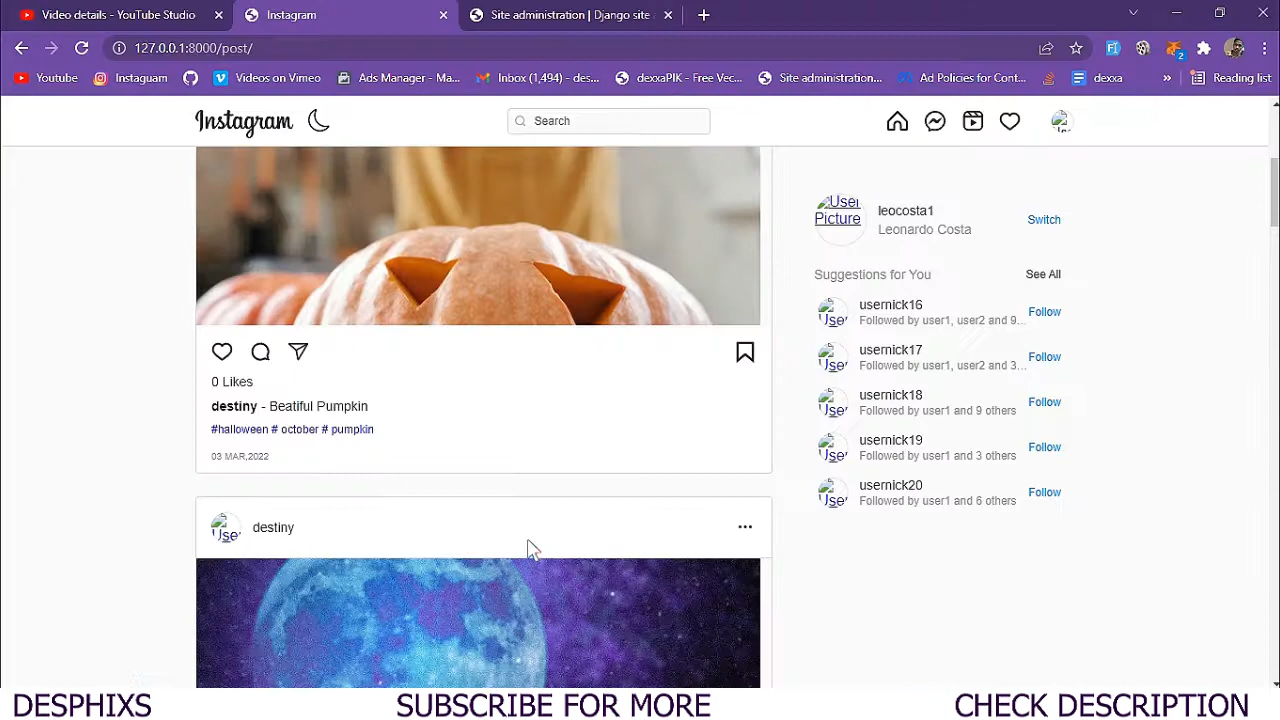 Video details - YouTube Studio
Instagram
Site administration | Django site
127.0.0.1:8000/post/
Youtube
Instaguam
Videos on Vimeo
Ads Manager - Ma...
Inbox (1,494) - des...
dexxaPIK - Free Vec...
Site administration...
Ad Policies for Cont...
dexxa
»
Reading list
Instagram
Search
leocosta1
Leonardo Costa
Switch
User
Picture
Suggestions for You
See All
usernick16
Followed by user1, user2 and 9...
Follow
usernick17
Followed by user1, user2 and 3...
Follow
usernick18
Followed by user1 and 9 others
Follow
usernick19
Followed by user1 and 3 others
Follow
usernick20
Followed by user1 and 6 others
Follow
0 Likes
destiny - Beatiful Pumpkin
#halloween # october # pumpkin
03 MAR,2022
destiny
DESPHIXS
SUBSCRIBE FOR MORE
CHECK DESCRIPTION